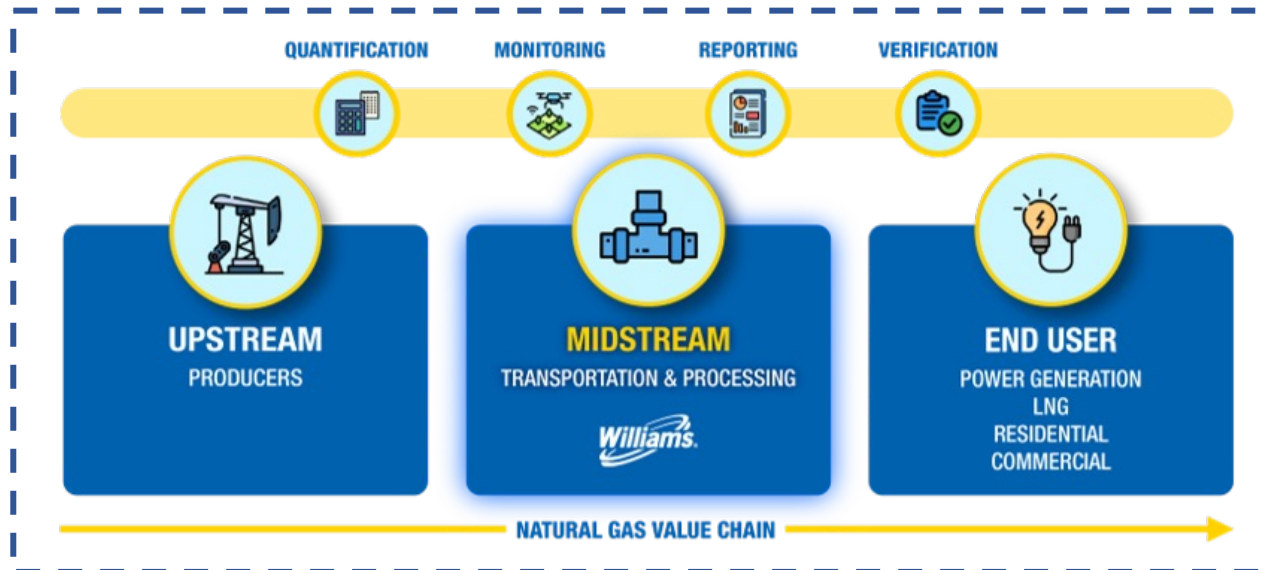 QUANTIFICATION MONITORING REPORTING VERIFICATION
UPSTREAM
PRODUCERS
MIDSTREAM
TRANSPORTATION & PROCESSING
Williams.
END USER
POWER GENERATION
LNG
RESIDENTIAL
COMMERCIAL
NATURAL GAS VALUE CHAIN